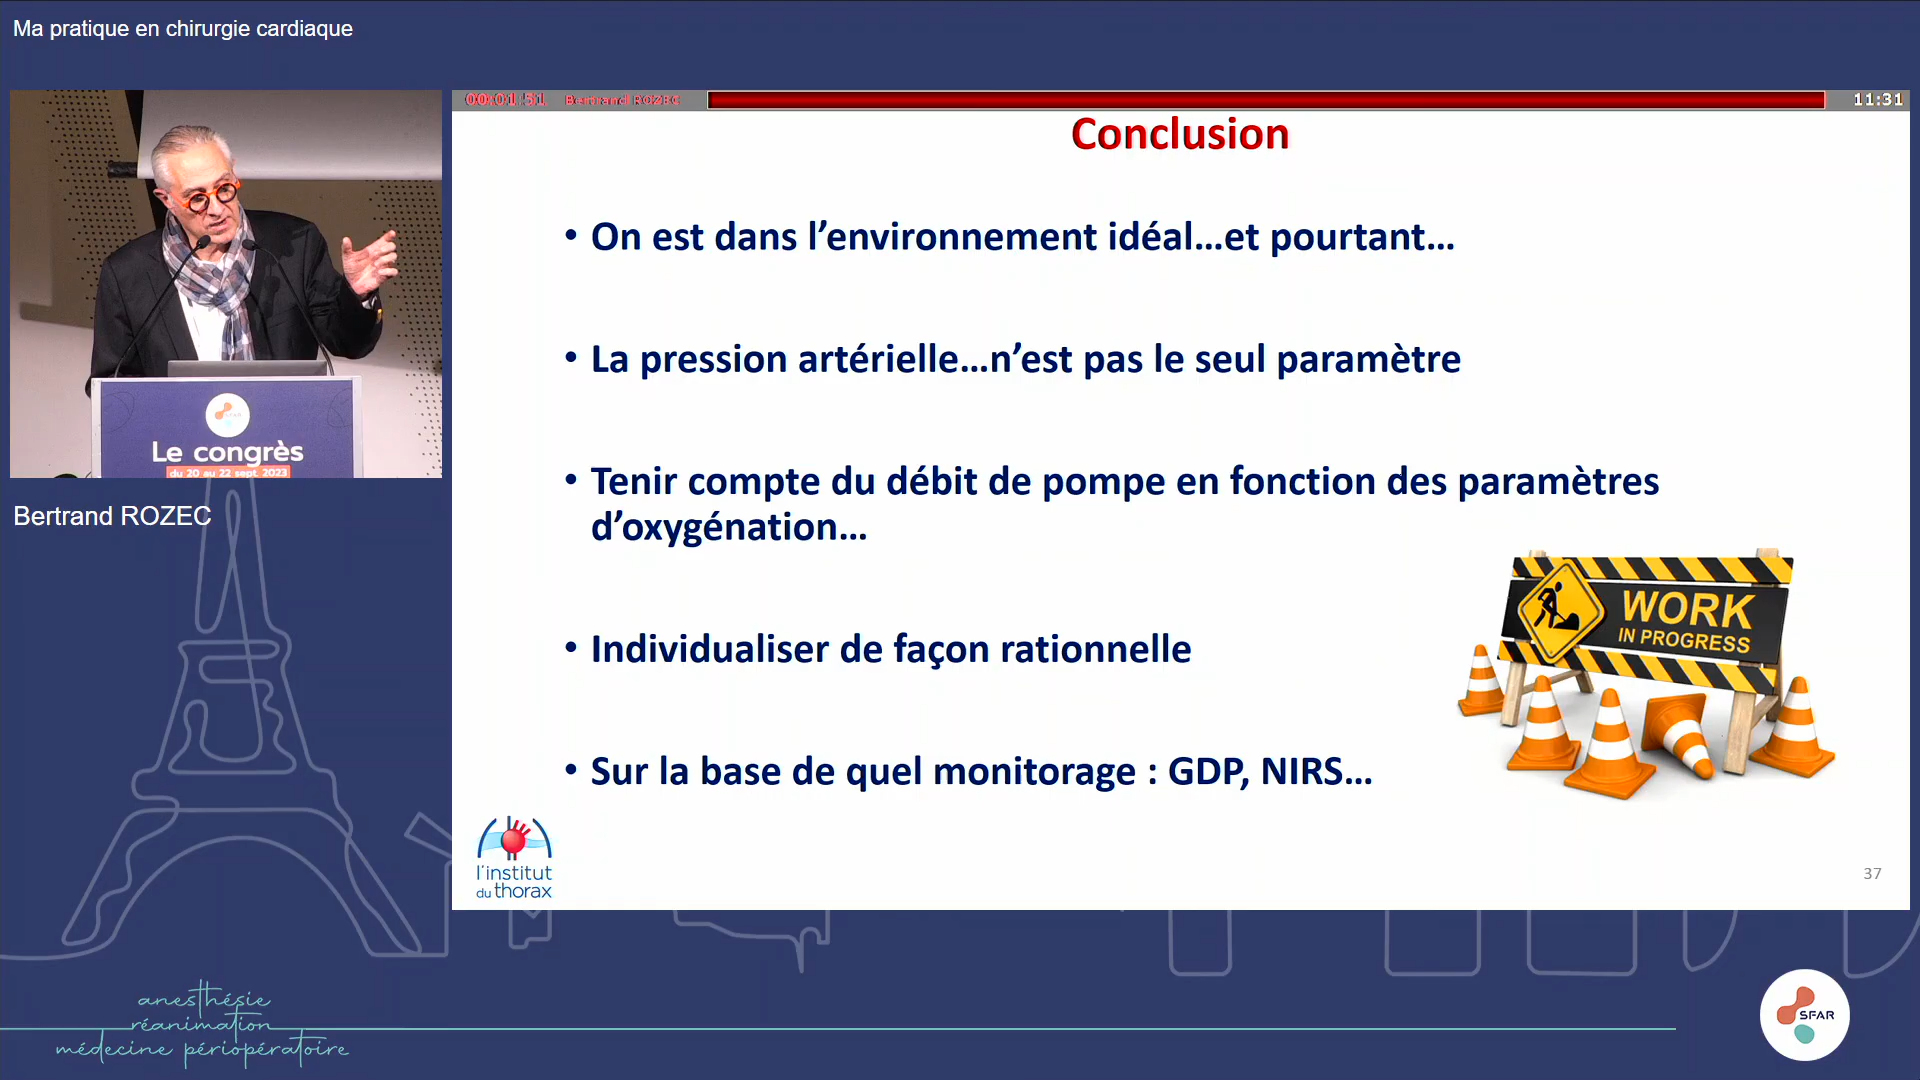 Ma pratique en chirurgie cardiaque
00:01:51 Bertrand ROZEC 11:31
Conclusion
• On est dans l’environnement idéal…et pourtant…
• La pression artérielle…n’est pas le seul paramètre
• Tenir compte du débit de pompe en fonction des paramètres
d’oxygénation…
• Individualiser de façon rationnelle
• Sur la base de quel monitorage : GDP, NIRS…
WORK
IN PROGRESS
l'institut
du thorax
37
SFAR
Le congrès
du 20 au 22 sept. 2023
Bertrand ROZEC
anesthésie
réanimation
médecine périopératoire
SFAR